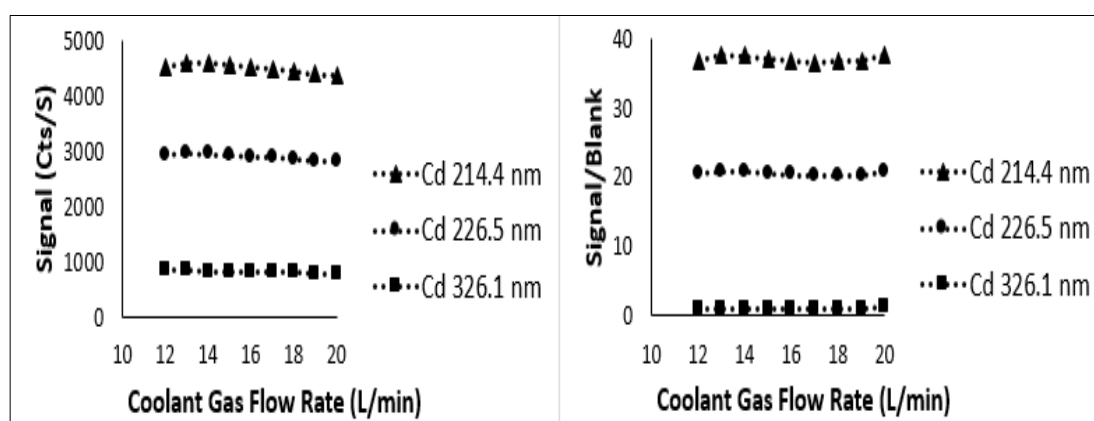 Signal (Cts/S)
5000
4000
3000
2000
1000
0
10 12 14 16 18 20
Coolant Gas Flow Rate (L/min)
Cd 214.4 nm
Cd 226.5 nm
Cd 326.1 nm
Signal/Blank
40
30
20
10
0
10 12 14 16 18 20
Coolant Gas Flow Rate (L/min)
Cd 214.4 nm
Cd 226.5 nm
Cd 326.1 nm